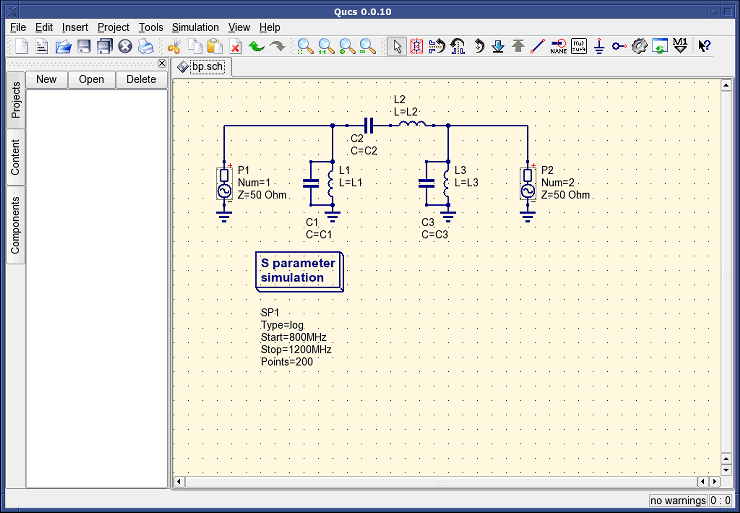 Qucs 0.0.10
File Edit Insert Project Tools Simulation View Help
NAME
M1
bp.sch
New Open Delete
Projects
Content
Components
L2
L=L2
C2
C=C2
P1
Num=1
Z=50 Ohm
L1
L=L1
L3
L=L3
P2
Num=2
Z=50 Ohm
C1
C=C1
C3
C=C3
S parameter
simulation
SP1
Type=log
Start=800MHz
Stop=1200MHz
Points=200
no warnings 0 : 0